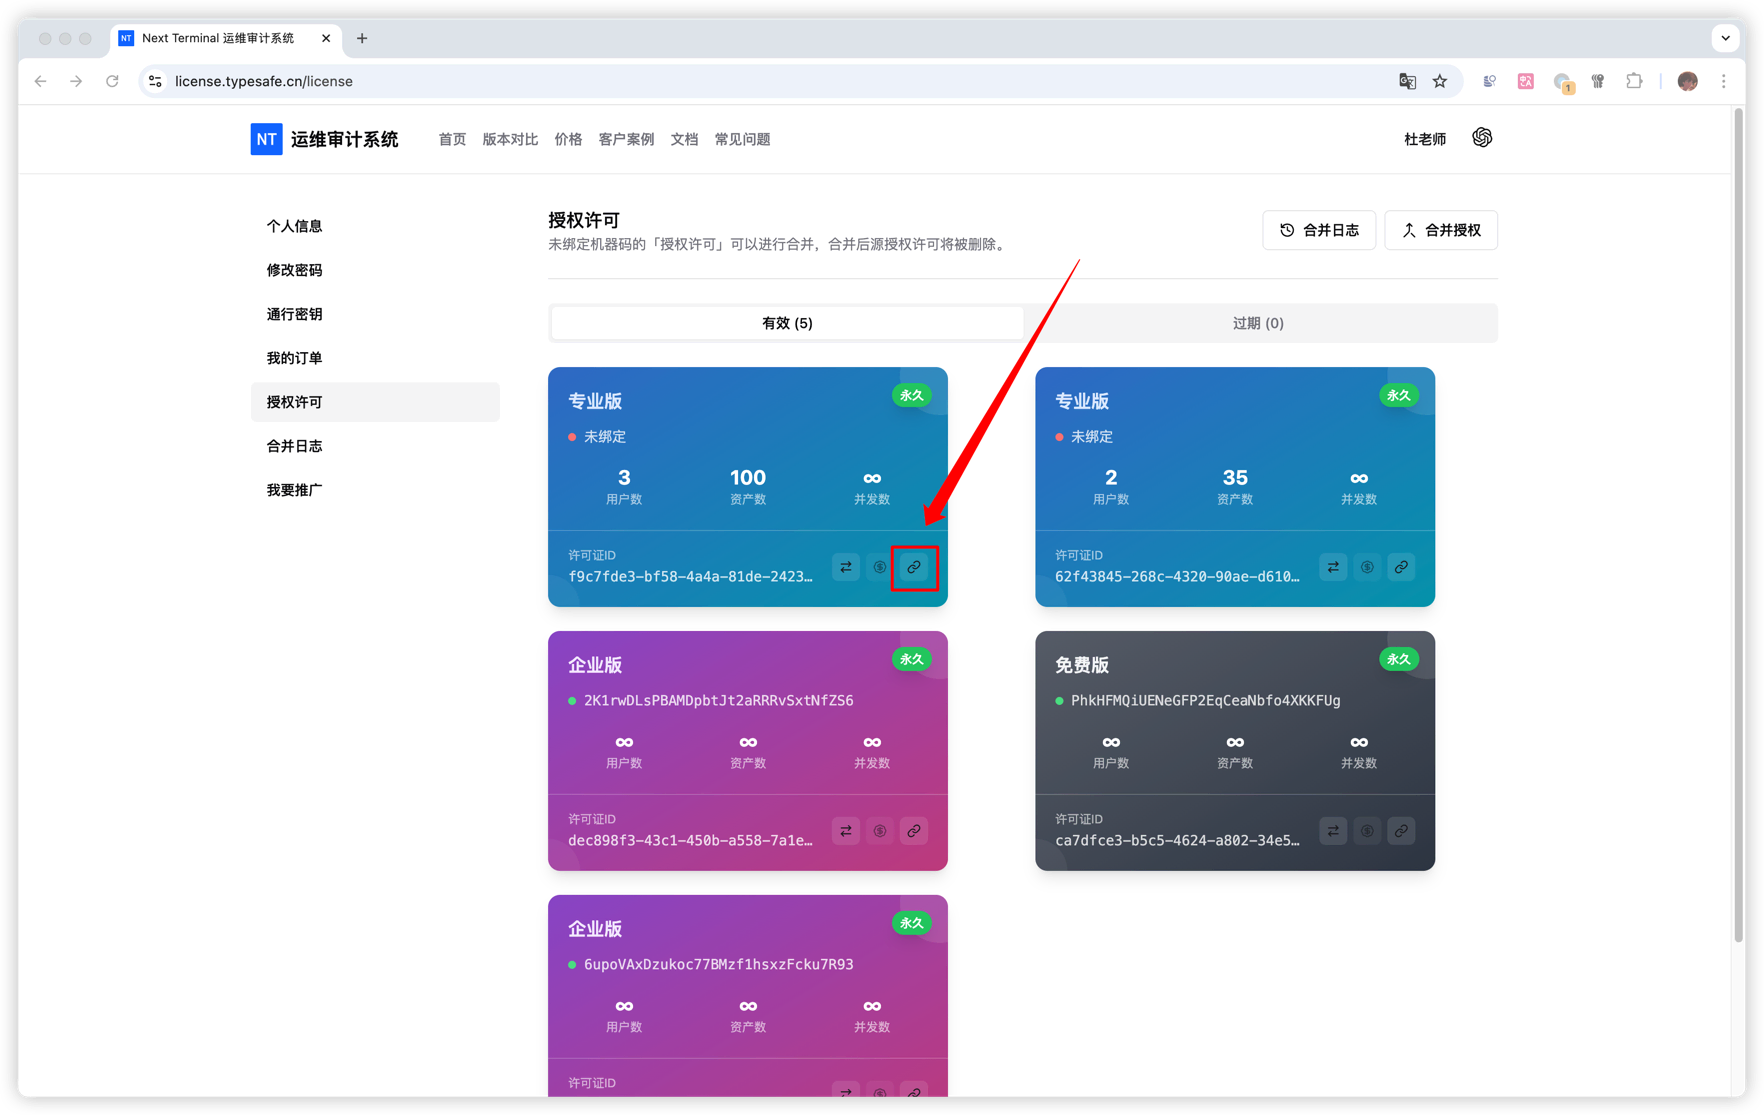 NT Next Terminal 运维审计系统
license.typesafe.cn/license
1
NT 运维审计系统 首页 版本对比 价格 客户案例 文档 常见问题 杜老师
个人信息
修改密码
通行密钥
我的订单
授权许可
合并日志
我要推广
授权许可
未绑定机器码的「授权许可」可以进行合并，合并后源授权许可将被删除。
合并日志 合并授权
有效 (5) 过期 (0)
专业版 永久
未绑定
3 100 ∞
用户数 资产数 并发数
许可证ID
f9c7fde3-bf58-4a4a-81de-2423…
专业版 永久
未绑定
2 35 ∞
用户数 资产数 并发数
许可证ID
62f43845-268c-4320-90ae-d610…
企业版 永久
2K1rwDLsPBAMDpbtJt2aRRRvSxtNfZS6
∞ ∞ ∞
用户数 资产数 并发数
许可证ID
dec898f3-43c1-450b-a558-7a1e…
免费版 永久
PhkHFMQiUENeGFP2EqCeaNbfo4XKKFUg
∞ ∞ ∞
用户数 资产数 并发数
许可证ID
ca7dfce3-b5c5-4624-a802-34e5…
企业版 永久
6upoVAxDzukoc77BMzf1hsxzFcku7R93
∞ ∞ ∞
用户数 资产数 并发数
许可证ID